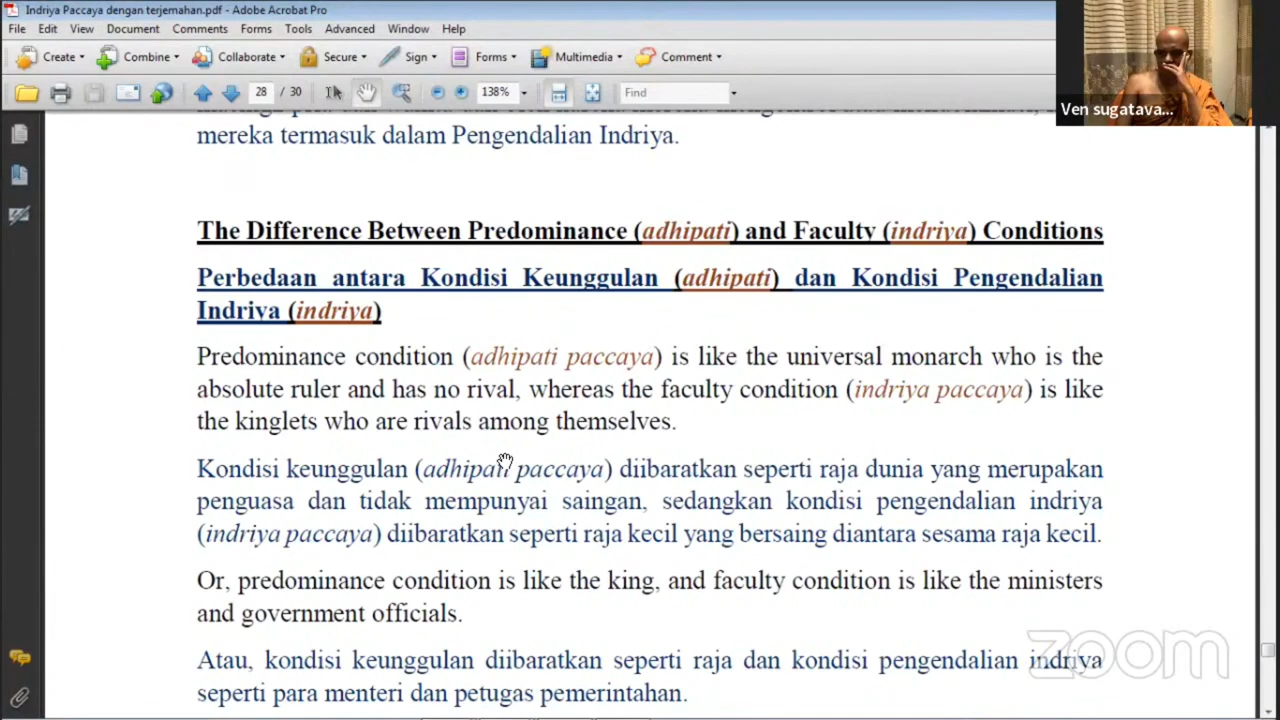 Indriya Paccaya dengan terjemahan.pdf - Adobe Acrobat Pro
File Edit View Document Comments Forms Tools Advanced Window Help
Create Combine Collaborate Secure Sign Forms Multimedia Comment
28 / 30 138% Find
Ven sugatava...
mereka termasuk dalam Pengendalian Indriya.
The Difference Between Predominance (adhipati) and Faculty (indriya) Conditions
Perbedaan antara Kondisi Keunggulan (adhipati) dan Kondisi Pengendalian
Indriya (indriya)
Predominance condition (adhipati paccaya) is like the universal monarch who is the
absolute ruler and has no rival, whereas the faculty condition (indriya paccaya) is like
the kinglets who are rivals among themselves.
Kondisi keunggulan (adhipati paccaya) diibaratkan seperti raja dunia yang merupakan
penguasa dan tidak mempunyai saingan, sedangkan kondisi pengendalian indriya
(indriya paccaya) diibaratkan seperti raja kecil yang bersaing diantara sesama raja kecil.
Or, predominance condition is like the king, and faculty condition is like the ministers
and government officials.
Atau, kondisi keunggulan diibaratkan seperti raja dan kondisi pengendalian indriya
seperti para menteri dan petugas pemerintahan.
zoom